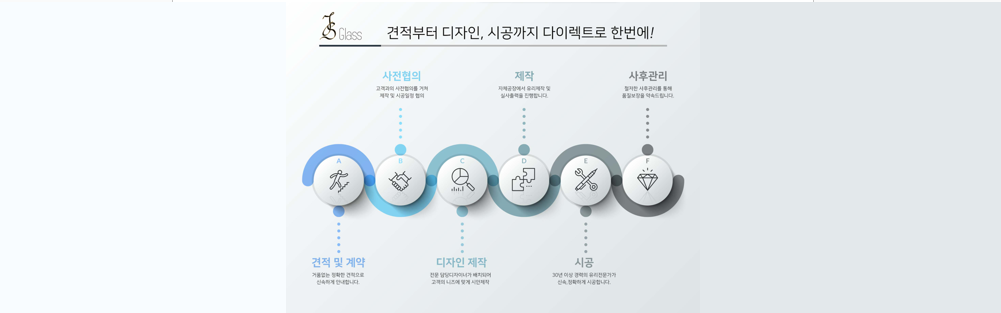 Glass
견적부터 디자인, 시공까지 다이렉트로 한번에!
사전협의
고객과의 사전협의를 거쳐
제작 및 시공일정 협의
제작
자체공장에서 유리제작 및
실사출력을 진행합니다.
사후관리
철저한 사후관리를 통해
품질보장을 약속드립니다.
A
B
C
D
E
F
견적 및 계약
거품없는 정확한 견적으로
신속하게 안내합니다.
디자인 제작
전문 담당디자이너가 배치되어
고객의 니즈에 맞게 시안제작
시공
30년 이상 경력의 유리전문가가
신속,정확하게 시공합니다.